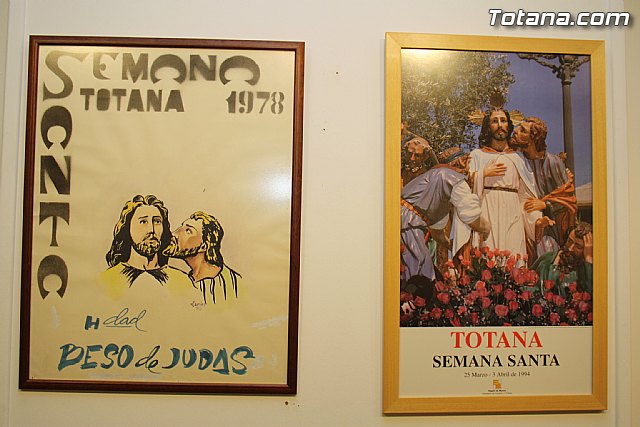 Totana.com
SEMANA
SANTA
TOTANA 1978
Hdad
BESO de JUDAS
TOTANA
SEMANA SANTA
25 Marzo - 3 Abril de 1994